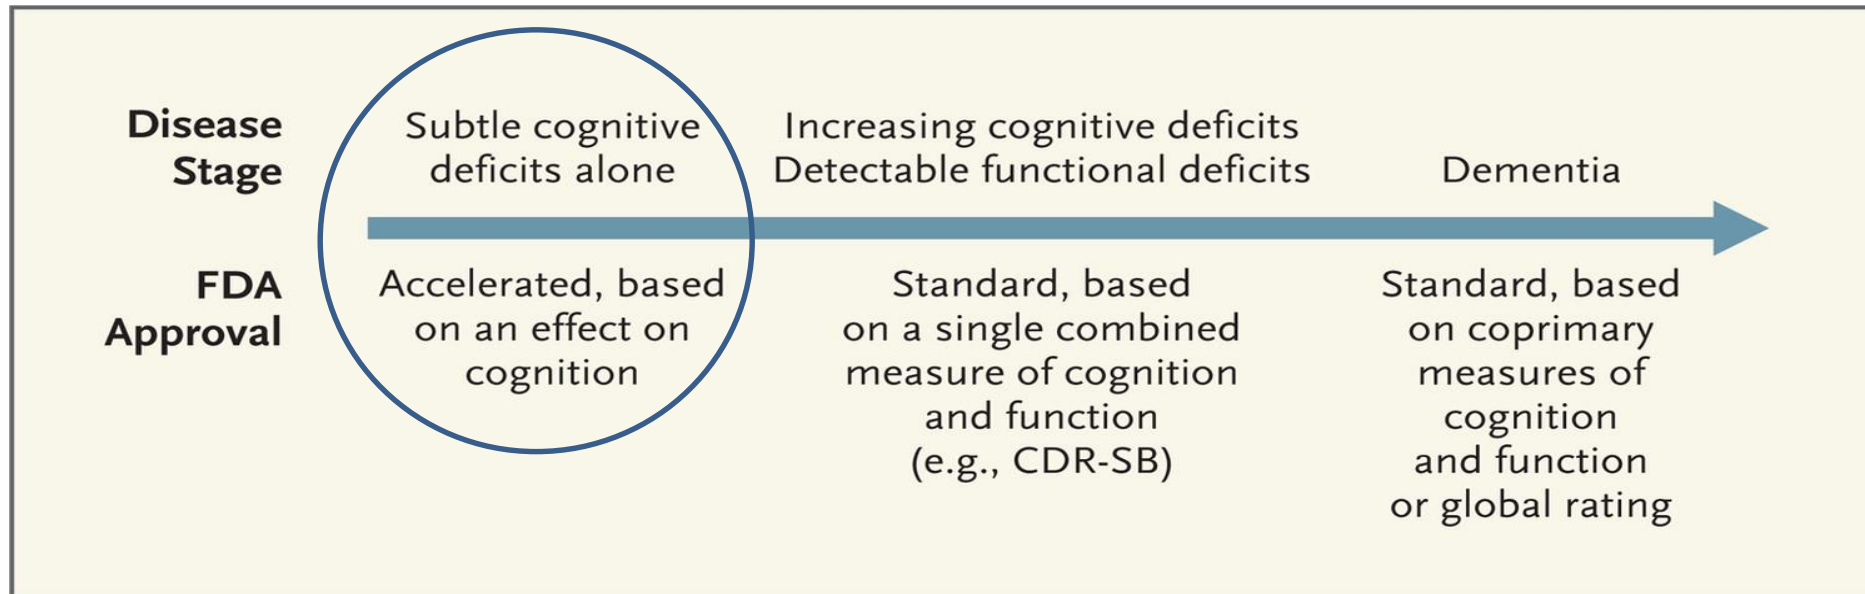 Disease
Stage
Subtle cognitive
deficits alone
Increasing cognitive deficits
Detectable functional deficits
Dementia
FDA
Approval
Accelerated, based
on an effect on
cognition
Standard, based
on a single combined
measure of cognition
and function
(e.g., CDR-SB)
Standard, based
on coprimary
measures of
cognition
and function
or global rating